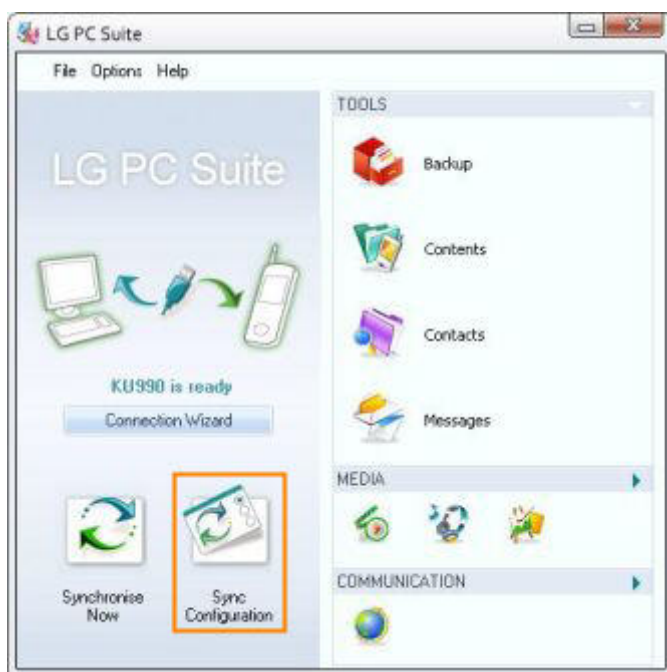 LG PC Suite
File Options Help
LG PC Suite
KU990 is ready
Connection Wizard
Synchronise
Now
Sync
Configuration
TOOLS
Backup
Contents
Contacts
Messages
MEDIA
COMMUNICATION